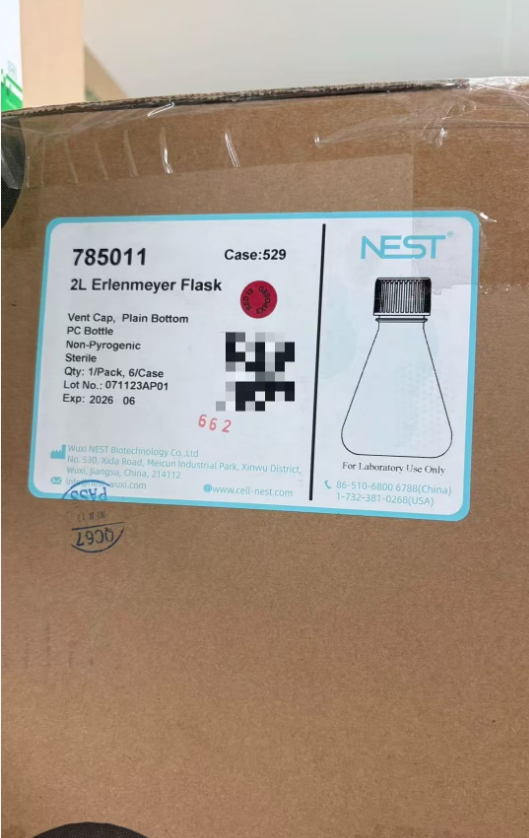 785011
Case:529
2L Erlenmeyer Flask
Vent Cap, Plain Bottom
PC Bottle
Non-Pyrogenic
Sterile
Qty: 1/Pack, 6/Case
Lot No.: 071123AP01
Exp: 2026 06
662
Wuxi NEST Biotechnology Co.,Ltd
No. 530, Xida Road, Meicun Industrial Park, Xinwu District,
Wuxi, Jiangsu, China, 214112
www.cell-nest.com
NEST®
For Laboratory Use Only
86-510-6800 6788(China)
1-732-381-0268(USA)
PASS
QC67